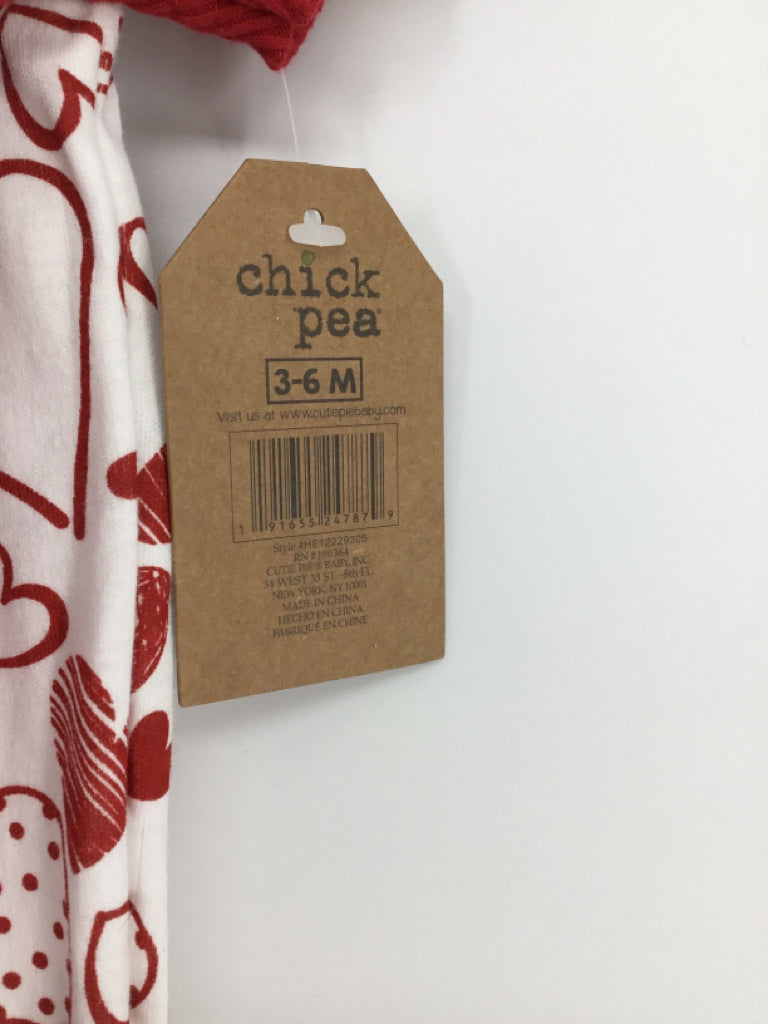 chick
pea
3-6 M
Visit us at www.cutiepiebaby.com
1 91655 24787 9
Style #HE12229305
RN # 100364
CUTIE PIE ® BABY, INC.
34 WEST 33 ST. -5th FL.
NEW YORK, NY 10001
MADE IN CHINA
HECHO EN CHINA
FABRIQUÉ EN CHINE